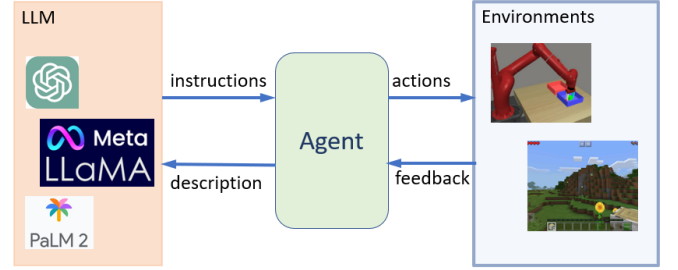 LLM
Environments
instructions
actions
Meta
LLaMA
Agent
description
feedback
PaLM 2